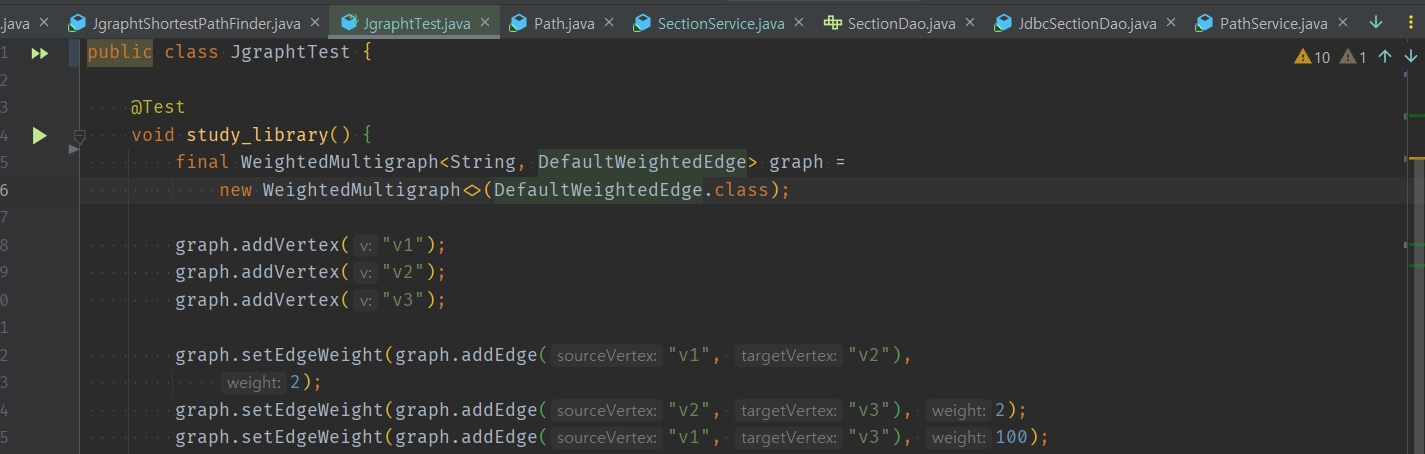 .java JgraphtShortestPathFinder.java JgraphtTest.java Path.java SectionService.java SectionDao.java JdbcSectionDao.java PathService.java
1 public class JgraphtTest { 10 1
2
3 @Test
4 void study_library() {
5 final WeightedMultigraph<String, DefaultWeightedEdge> graph =
6 new WeightedMultigraph<>(DefaultWeightedEdge.class);
7
8 graph.addVertex( v: "v1");
9 graph.addVertex( v: "v2");
0 graph.addVertex( v: "v3");
1
2 graph.setEdgeWeight(graph.addEdge( sourceVertex: "v1", targetVertex: "v2"),
3 weight: 2);
4 graph.setEdgeWeight(graph.addEdge( sourceVertex: "v2", targetVertex: "v3"), weight: 2);
5 graph.setEdgeWeight(graph.addEdge( sourceVertex: "v1", targetVertex: "v3"), weight: 100);